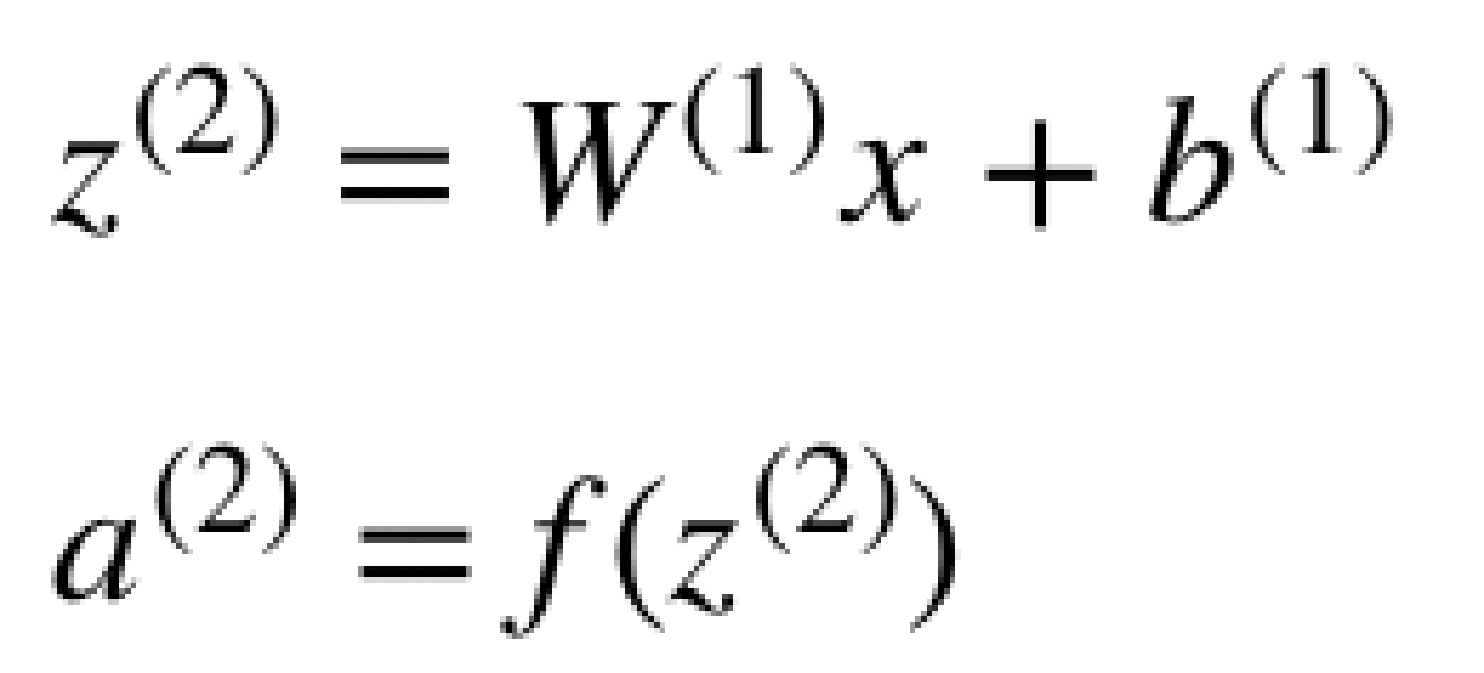 z^{(2)} = W^{(1)}x + b^{(1)}
a^{(2)} = f(z^{(2)})